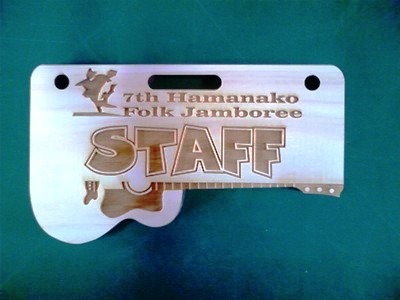 7th Hamanako
Folk Jamboree
STAFF